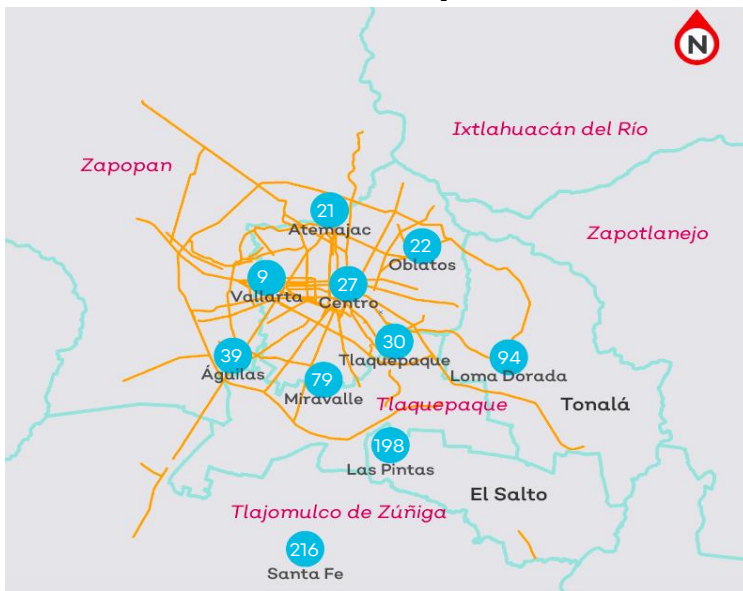 N
Ixtlahuacán del Río
Zapopan
21
Atemajac
Zapotlanejo
22
Oblatos
9
Vallarta
27
Centro
30
Tlaquepaque
39
Águilas
94
Loma Dorada
79
Miravalle
Tlaquepaque
Tonalá
198
Las Pintas
El Salto
Tlajomulco de Zúñiga
216
Santa Fe